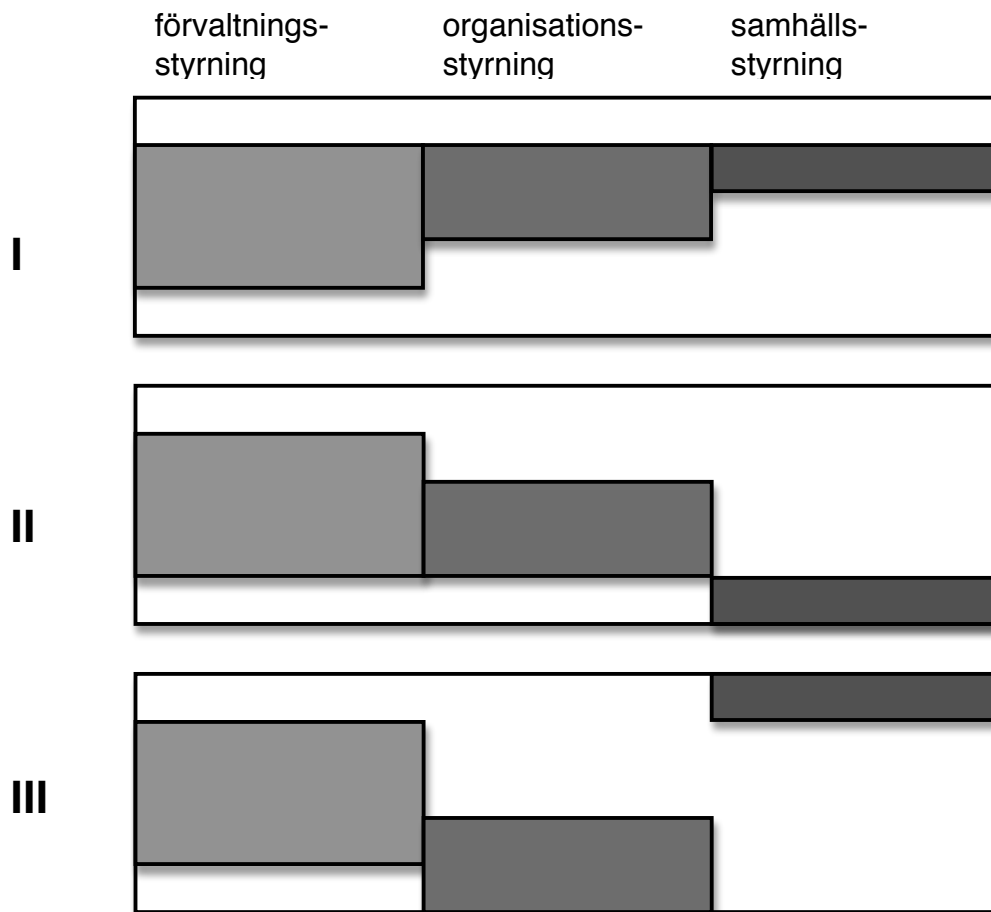 förvaltnings-
styrning
organisations-
styrning
samhälls-
styrning
I
II
III